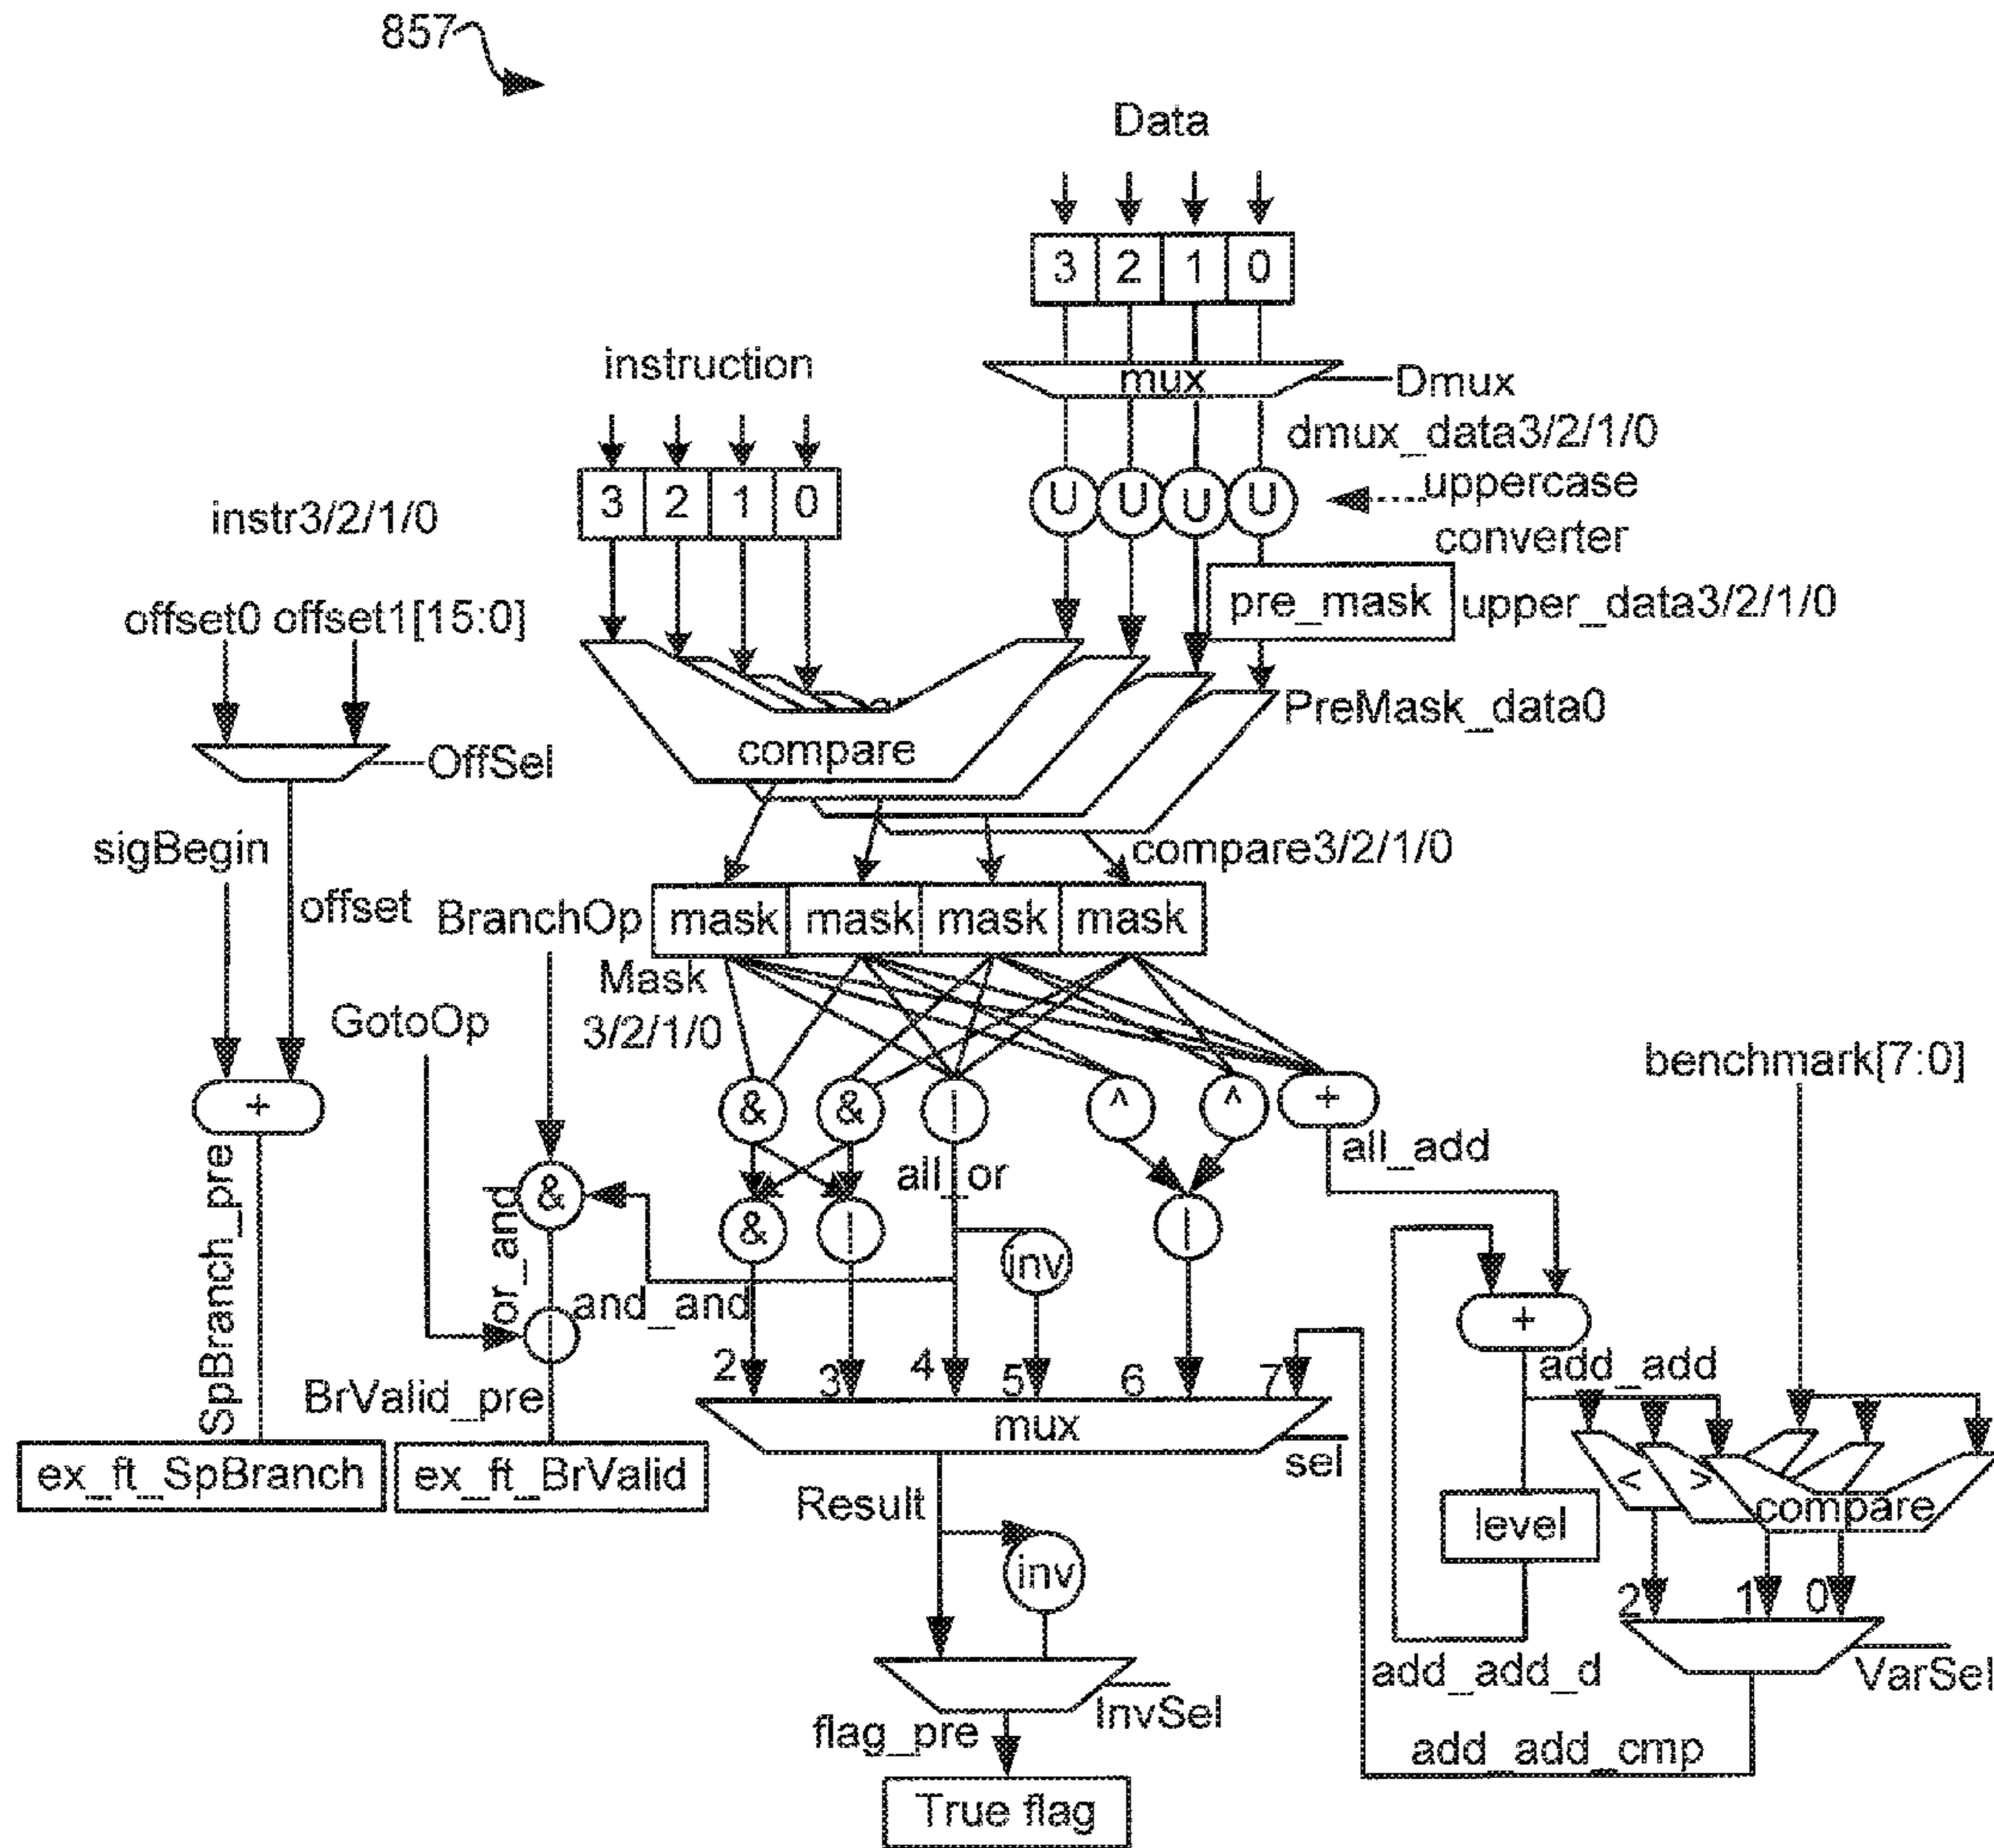 857
Data
3 2 1 0
instruction
mux
Dmux
dmux_data3/2/1/0
3 2 1 0
U U U U
uppercase
converter
instr3/2/1/0
pre_mask
upper_data3/2/1/0
offset0 offset1[15:0]
PreMask_data0
compare
OffSel
sigBegin
compare3/2/1/0
offset
BranchOp
mask mask mask mask
Mask
3/2/1/0
GotoOp
benchmark[7:0]
+
& & | ^ ^ +
all_add
all_or
SpBranch_pre
or_and
&
& | |
inv
and_and
+
add_add
2 3 4 5 6 7
BrValid_pre
mux
sel
< >
compare
ex_ft_SpBranch
ex_ft_BrValid
Result
level
inv
2 1 0
add_add_d
VarSel
InvSel
flag_pre
add_add_cmp
True flag